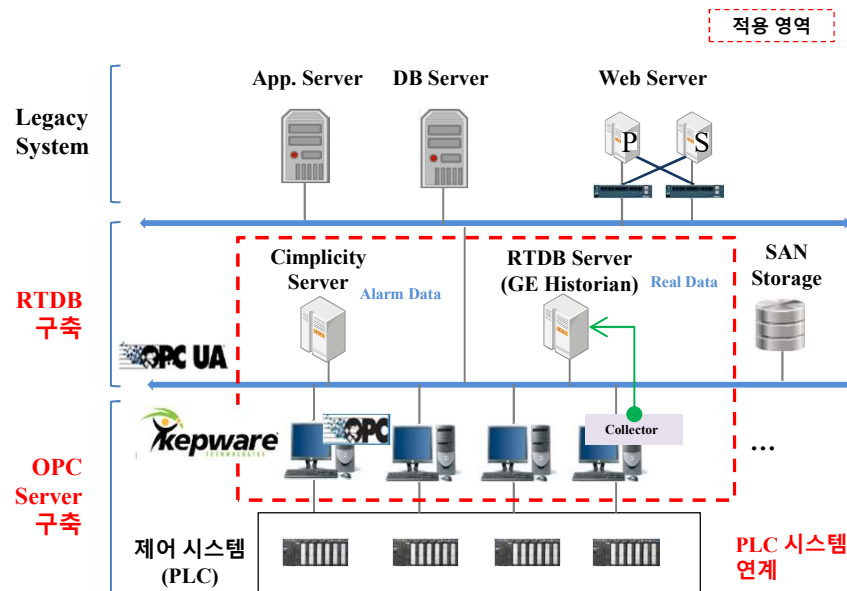 적용 영역
App. Server
DB Server
Web Server
Legacy
System
P
S
Cimplicity
Server
Alarm Data
RTDB Server
(GE Historian)
Real Data
SAN
Storage
RTDB
구축
OPC UA
kepware
TECHNOLOGIES
OPC
Collector
...
OPC
Server
구축
제어 시스템
(PLC)
PLC 시스템
연계